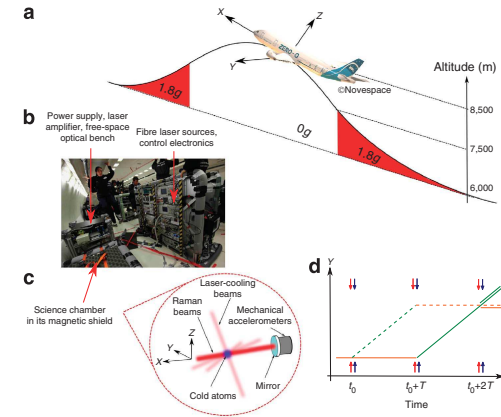 a
X
Z
Y
ZERO-G
©Novespace
Altitude (m)
1.8g
0g
1.8g
8,500
7,500
6,000
b
Power supply, laser
amplifier, free-space
optical bench
Fibre laser sources,
control electronics
Science chamber
in its magnetic shield
c
Laser-cooling
beams
Raman
beams
Mechanical
accelerometers
Z
Y
X
Mirror
Cold atoms
d
Y
t0
t0+T
t0+2T
Time